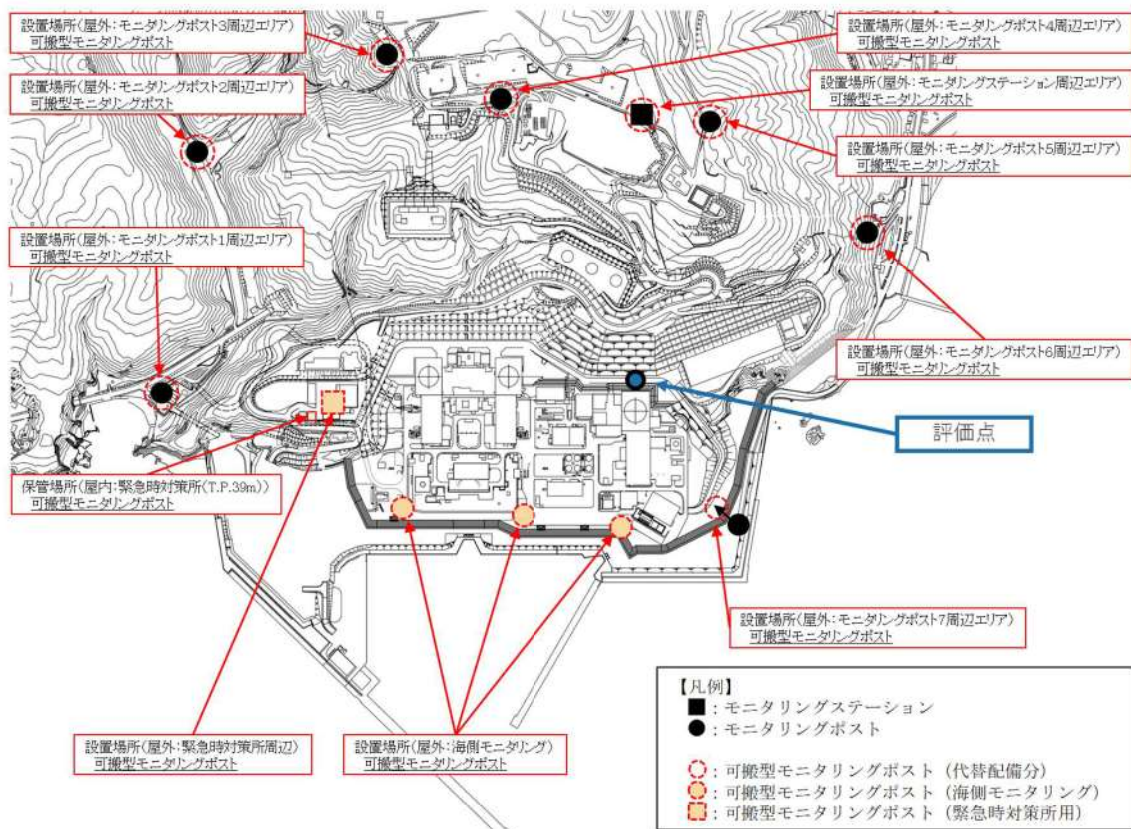 設置場所(屋外:モニタリングポスト3周辺エリア)
可搬型モニタリングポスト
設置場所(屋外:モニタリングポスト4周辺エリア)
可搬型モニタリングポスト
設置場所(屋外:モニタリングポスト2周辺エリア)
可搬型モニタリングポスト
設置場所(屋外:モニタリングステーション周辺エリア)
可搬型モニタリングポスト
設置場所(屋外:モニタリングポスト5周辺エリア)
可搬型モニタリングポスト
設置場所(屋外:モニタリングポスト1周辺エリア)
可搬型モニタリングポスト
設置場所(屋外:モニタリングポスト6周辺エリア)
可搬型モニタリングポスト
評価点
保管場所(屋内:緊急時対策所(T.P.39m))
可搬型モニタリングポスト
設置場所(屋外:モニタリングポスト7周辺エリア)
可搬型モニタリングポスト
設置場所(屋外:緊急時対策所周辺)
可搬型モニタリングポスト
設置場所(屋外:海側モニタリング)
可搬型モニタリングポスト
【凡例】
:モニタリングステーション
:モニタリングポスト
:可搬型モニタリングポスト(代替配備分)
:可搬型モニタリングポスト(海側モニタリング)
:可搬型モニタリングポスト(緊急時対策所用)